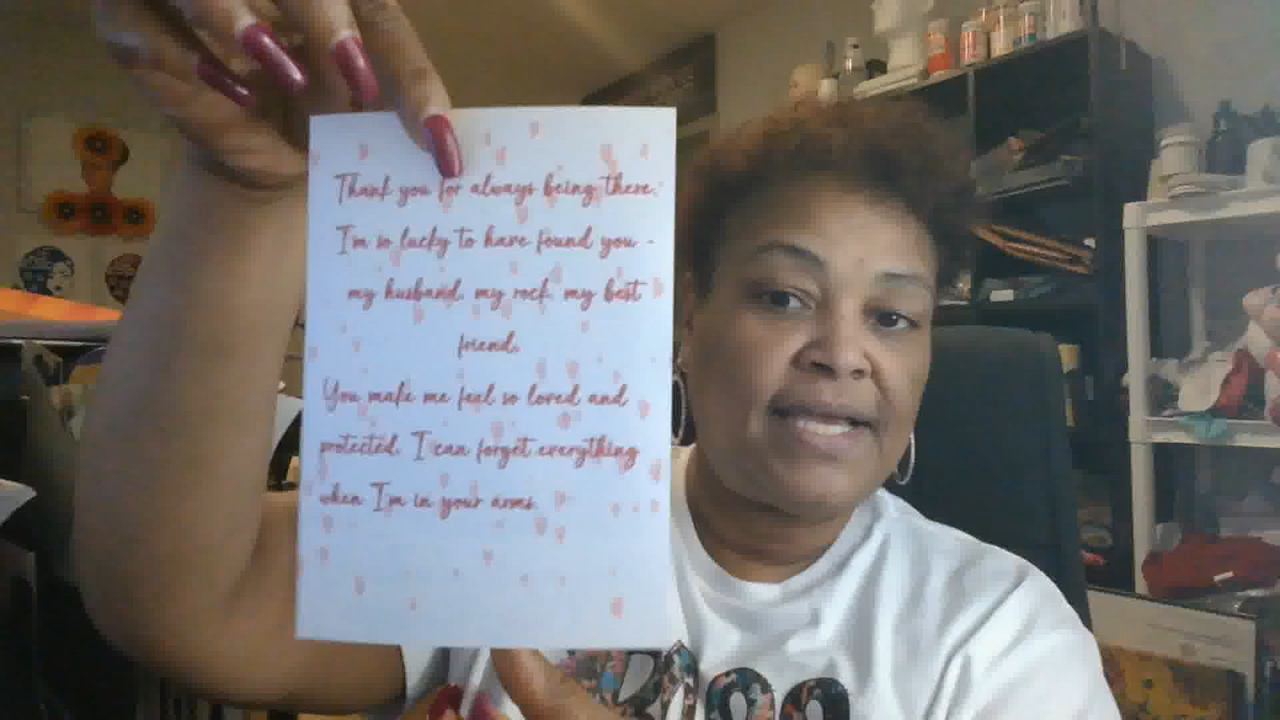 Thank you for always being there.
I'm so lucky to have found you -
my husband, my rock, my best
friend.
You make me feel so loved and
protected. I can forget everything
when I'm in your arms.